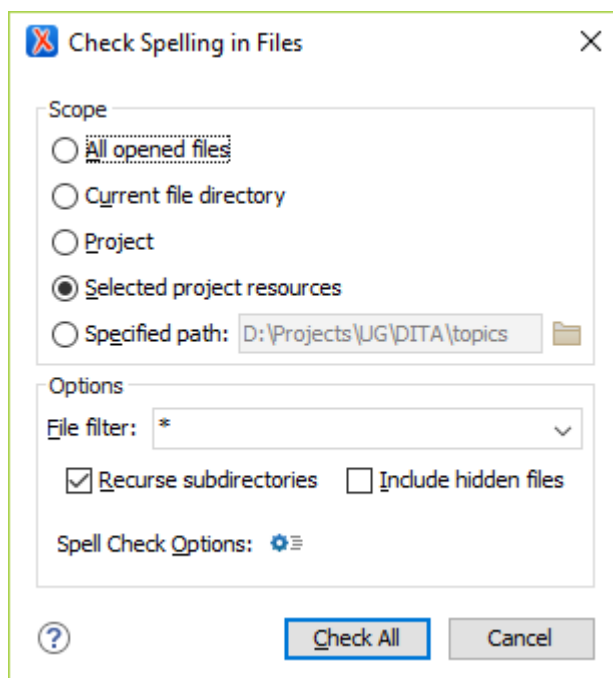 Check Spelling in Files
Scope
All opened files
Current file directory
Project
Selected project resources
Specified path: D:\Projects\UG\DITA\topics
Options
File filter: *
Recurse subdirectories Include hidden files
Spell Check Options:
? Check All Cancel